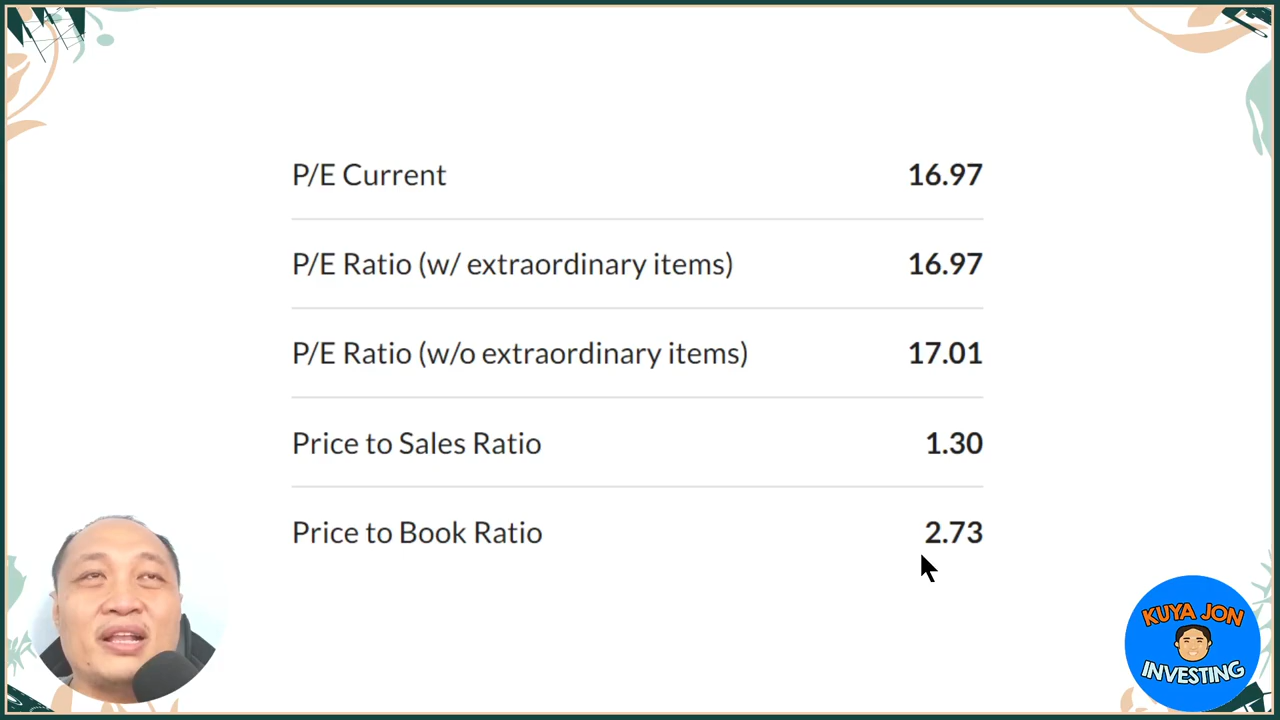 P/E Current 16.97
P/E Ratio (w/ extraordinary items) 16.97
P/E Ratio (w/o extraordinary items) 17.01
Price to Sales Ratio 1.30
Price to Book Ratio 2.73
KUYA JON
INVESTING